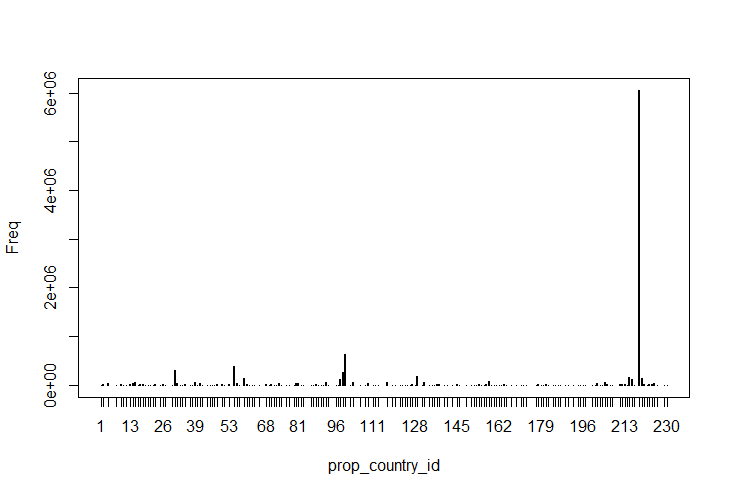 Freq
6e+06
4e+06
2e+06
0e+00
1 13 26 39 53 68 81 96 111 128 145 162 179 196 213 230
prop_country_id